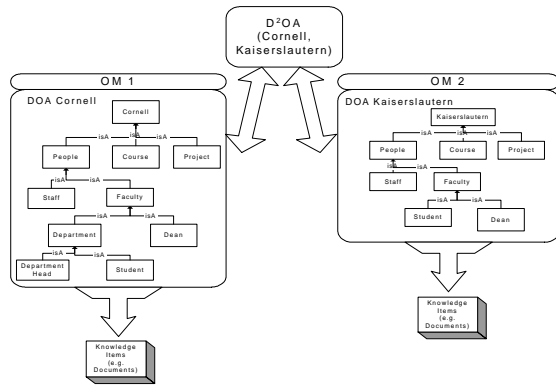 D²OA
(Cornell,
Kaiserslautern)
OM 1
DOA Cornell
Cornell
isA isA isA
People Course Project
isA isA
Staff Faculty
isA isA
Department Dean
isA isA
Department
Head
Student
Knowledge
Items
(e.g.
Documents)
OM 2
DOA Kaiserslautern
Kaiserslautern
isA isA isA
People Course Project
isA isA
Staff Faculty
isA isA
Student Dean
Knowledge
Items
(e.g.
Documents)